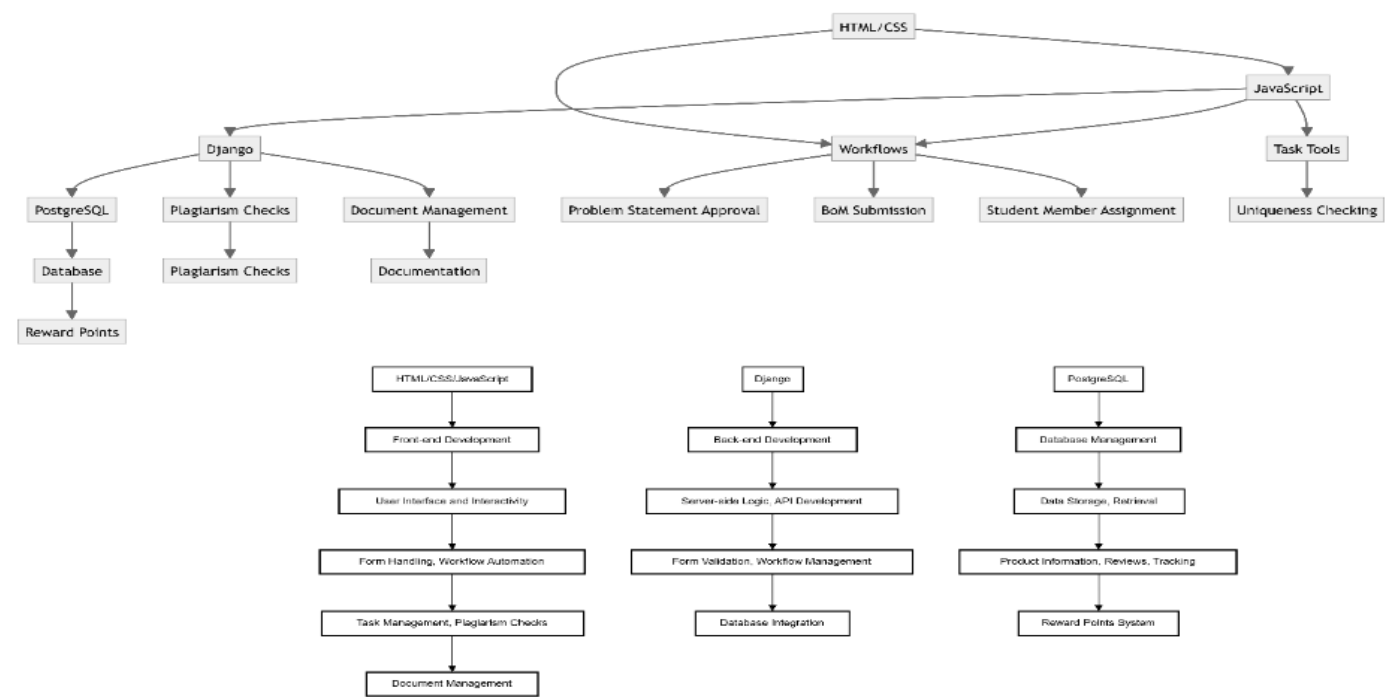 HTML/CSS
JavaScript
Django
Workflows
Task Tools
PostgreSQL
Plagiarism Checks
Document Management
Problem Statement Approval
BoM Submission
Student Member Assignment
Uniqueness Checking
Database
Plagiarism Checks
Documentation
Reward Points
HTML/CSS/JavaScript
Django
PostgreSQL
Front-end Development
Back-end Development
Database Management
User Interface and Interactivity
Server-side Logic, API Development
Data Storage, Retrieval
Form Handling, Workflow Automation
Form Validation, Workflow Management
Product Information, Reviews, Tracking
Task Management, Plagiarism Checks
Database Integration
Reward Points System
Document Management